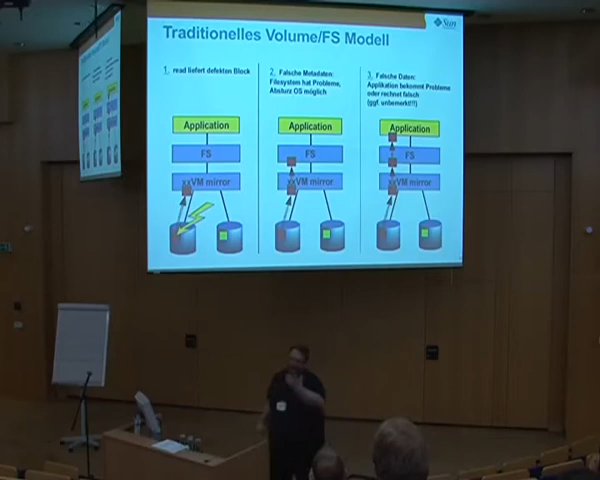 Sun
Traditionelles Volume/FS Modell
1. read liefert defekten Block
Application
FS
xxVM mirror
2. Falsche Metadaten:
Filesystem hat Probleme,
Absturz OS möglich
Application
FS
xxVM mirror
3. Falsche Daten:
Applikation bekommt Probleme
oder rechnet falsch
(ggf. unbemerkt!!!)
Application
FS
xxVM mirror